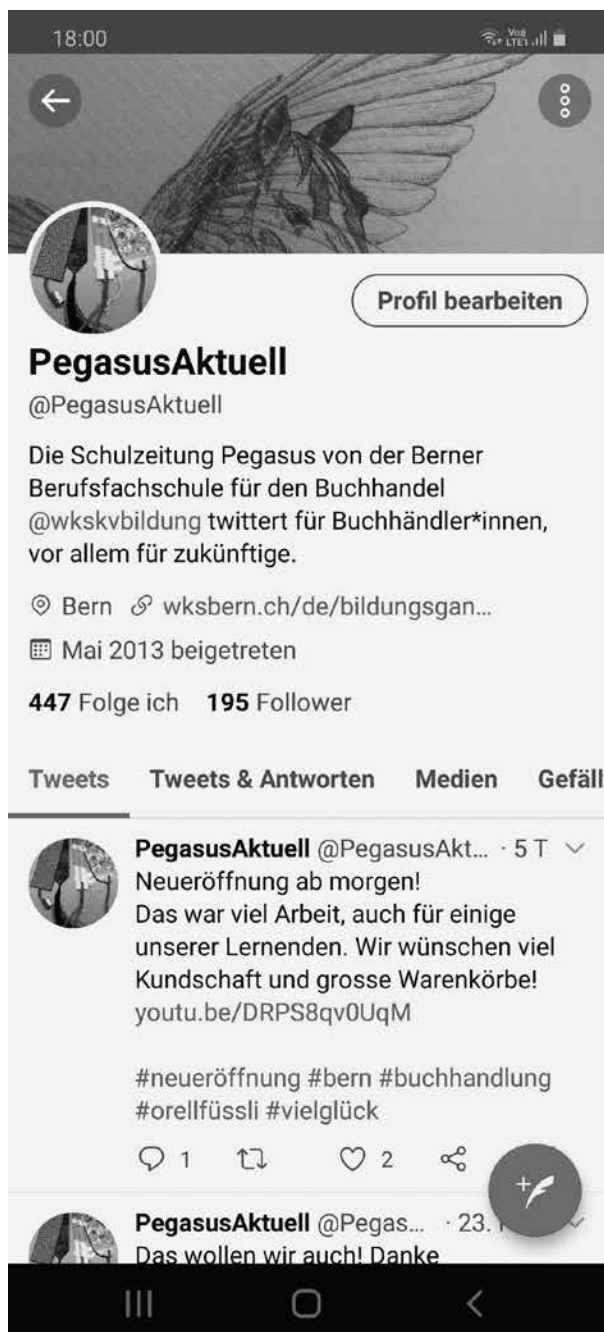 18:00
Profil bearbeiten
PegasusAktuell
@PegasusAktuell
Die Schulzeitung Pegasus von der Berner
Berufsfachschule für den Buchhandel
@wkskvbildung twittert für Buchhändler*innen,
vor allem für zukünftige.
Bern wksbern.ch/de/bildungsgan...
Mai 2013 beigetreten
447 Folge ich 195 Follower
Tweets Tweets & Antworten Medien Gefäll
PegasusAktuell @PegasusAkt... · 5 T
Neueröffnung ab morgen!
Das war viel Arbeit, auch für einige
unserer Lernenden. Wir wünschen viel
Kundschaft und grosse Warenkörbe!
youtu.be/DRPS8qv0UqM
#neueröffnung #bern #buchhandlung
#orellfüssli #vielglück
1 2
PegasusAktuell @Pegas... · 23.
Das wollen wir auch! Danke